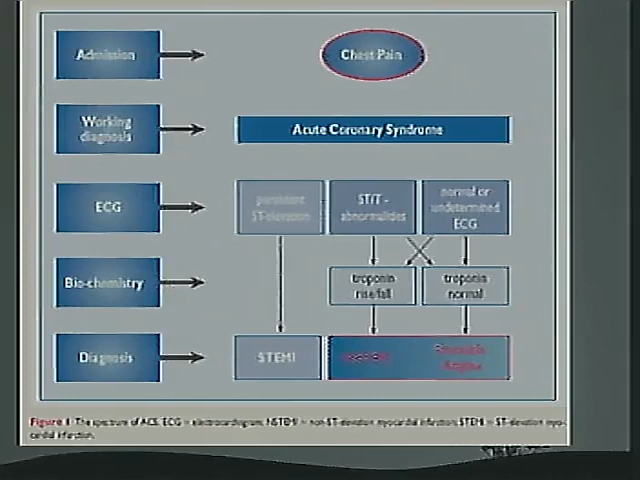 Admission
Chest Pain
Working
diagnosis
Acute Coronary Syndrome
ECG
persistent
ST-elevation
ST/T -
abnormalities
normal or
undetermined
ECG
Bio-chemistry
troponin
rise/fall
troponin
normal
Diagnosis
STEMI
NSTEMI
Unstable
Angina
Figure 1 The spectrum of ACS. ECG = electrocardiogram; NSTEMI = non-ST-elevation myocardial infarction; STEMI = ST-elevation myo-
cardial infarction.